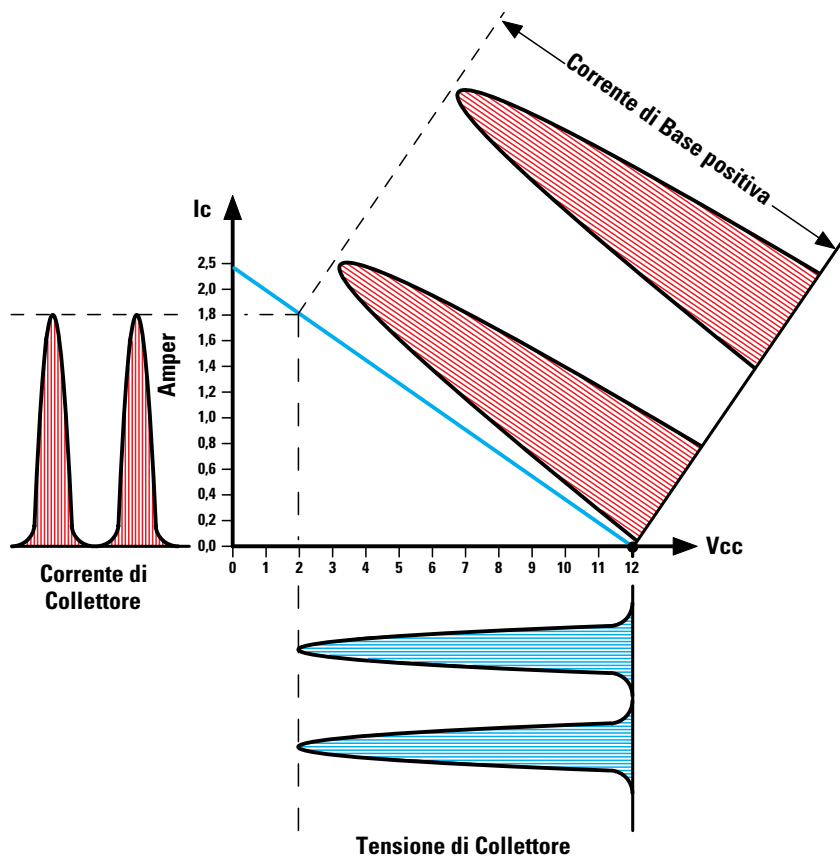 Corrente di Base positiva
Ic
2,5
2,0
1,8
1,6
1.4
1,2
1,0
0,8
0,6
0,4
0,2
0,0
Amper
0 1 2 3 4 5 6 7 8 9 10 11 12
Vcc
Corrente di
Collettore
Tensione di Collettore